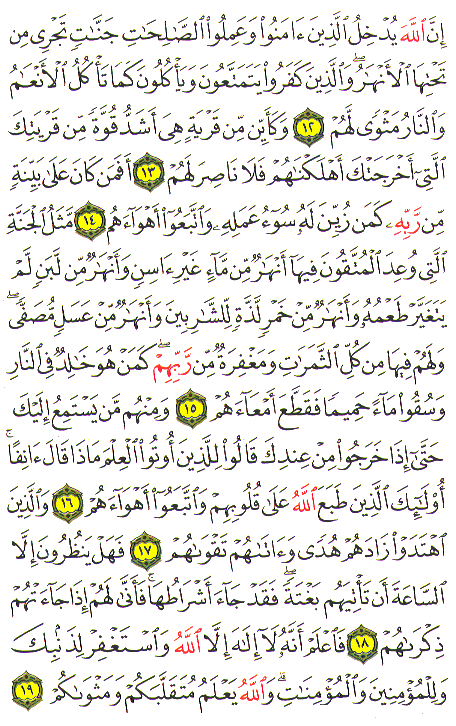 إِنَّ ٱللَّهَ يُدۡخِلُ ٱلَّذِينَ ءَامَنُواْ وَعَمِلُواْ ٱلصَّٰلِحَٰتِ جَنَّٰتٖ تَجۡرِي مِن
تَحۡتِهَا ٱلۡأَنۡهَٰرُۖ وَٱلَّذِينَ كَفَرُواْ يَتَمَتَّعُونَ وَيَأۡكُلُونَ كَمَا تَأۡكُلُ ٱلۡأَنۡعَٰمُ
وَٱلنَّارُ مَثۡوٗى لَّهُمۡ ١٢ وَكَأَيِّن مِّن قَرۡيَةٍ هِيَ أَشَدُّ قُوَّةٗ مِّن قَرۡيَتِكَ
ٱلَّتِيٓ أَخۡرَجَتۡكَ أَهۡلَكۡنَٰهُمۡ فَلَا نَاصِرَ لَهُمۡ ١٣ أَفَمَن كَانَ عَلَىٰ بَيِّنَةٖ
مِّن رَّبِّهِۦ كَمَن زُيِّنَ لَهُۥ سُوٓءُ عَمَلِهِۦ وَٱتَّبَعُوٓاْ أَهۡوَآءَهُم ١٤ مَّثَلُ ٱلۡجَنَّةِ
ٱلَّتِي وُعِدَ ٱلۡمُتَّقُونَۖ فِيهَآ أَنۡهَٰرٞ مِّن مَّآءٍ غَيۡرِ ءَاسِنٖ وَأَنۡهَٰرٞ مِّن لَّبَنٖ لَّمۡ
يَتَغَيَّرۡ طَعۡمُهُۥ وَأَنۡهَٰرٞ مِّنۡ خَمۡرٖ لَّذَّةٖ لِّلشَّٰرِبِينَ وَأَنۡهَٰرٞ مِّنۡ عَسَلٖ مُّصَفّٗىۖ
وَلَهُمۡ فِيهَا مِن كُلِّ ٱلثَّمَرَٰتِ وَمَغۡفِرَةٞ مِّن رَّبِّهِمۡۖ كَمَنۡ هُوَ خَٰلِدٞ فِي ٱلنَّارِ
وَسُقُواْ مَآءً حَمِيمٗا فَقَطَّعَ أَمۡعَآءَهُمۡ ١٥ وَمِنۡهُم مَّن يَسۡتَمِعُ إِلَيۡكَ
حَتَّىٰٓ إِذَا خَرَجُواْ مِنۡ عِندِكَ قَالُواْ لِلَّذِينَ أُوتُواْ ٱلۡعِلۡمَ مَاذَا قَالَ ءَانِفًاۚ
أُوْلَٰٓئِكَ ٱلَّذِينَ طَبَعَ ٱللَّهُ عَلَىٰ قُلُوبِهِمۡ وَٱتَّبَعُوٓاْ أَهۡوَآءَهُمۡ ١٦ وَٱلَّذِينَ
ٱهۡتَدَوۡاْ زَادَهُمۡ هُدٗى وَءَاتَىٰهُمۡ تَقۡوَىٰهُمۡ ١٧ فَهَلۡ يَنظُرُونَ إِلَّا
ٱلسَّاعَةَ أَن تَأۡتِيَهُم بَغۡتَةٗۖ فَقَدۡ جَآءَ أَشۡرَاطُهَاۚ فَأَنَّىٰ لَهُمۡ إِذَا جَآءَتۡهُمۡ
ذِكۡرَىٰهُمۡ ١٨ فَٱعۡلَمۡ أَنَّهُۥ لَآ إِلَٰهَ إِلَّا ٱللَّهُ وَٱسۡتَغۡفِرۡ لِذَنۢبِكَ
وَلِلۡمُؤۡمِنِينَ وَٱلۡمُؤۡمِنَٰتِۗ وَٱللَّهُ يَعۡلَمُ مُتَقَلَّبَكُمۡ وَمَثۡوَىٰكُمۡ ١٩